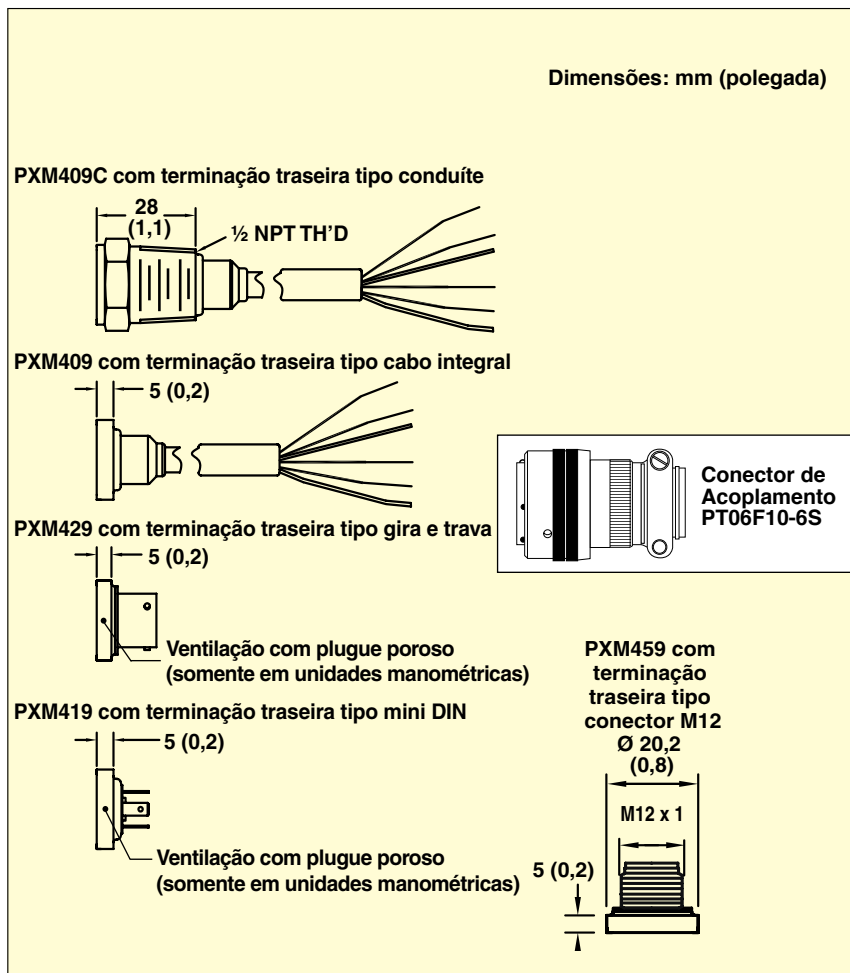 Dimensões: mm (polegada)
PXM409C com terminação traseira tipo conduíte
28
(1,1)
½ NPT TH’D
PXM409 com terminação traseira tipo cabo integral
5 (0,2)
Conector de
Acoplamento
PT06F10-6S
PXM429 com terminação traseira tipo gira e trava
5 (0,2)
Ventilação com plugue poroso
(somente em unidades manométricas)
PXM419 com terminação traseira tipo mini DIN
5 (0,2)
Ventilação com plugue poroso
(somente em unidades manométricas)
PXM459 com
terminação
traseira tipo
conector M12
Ø 20,2
(0,8)
M12 x 1
5 (0,2)